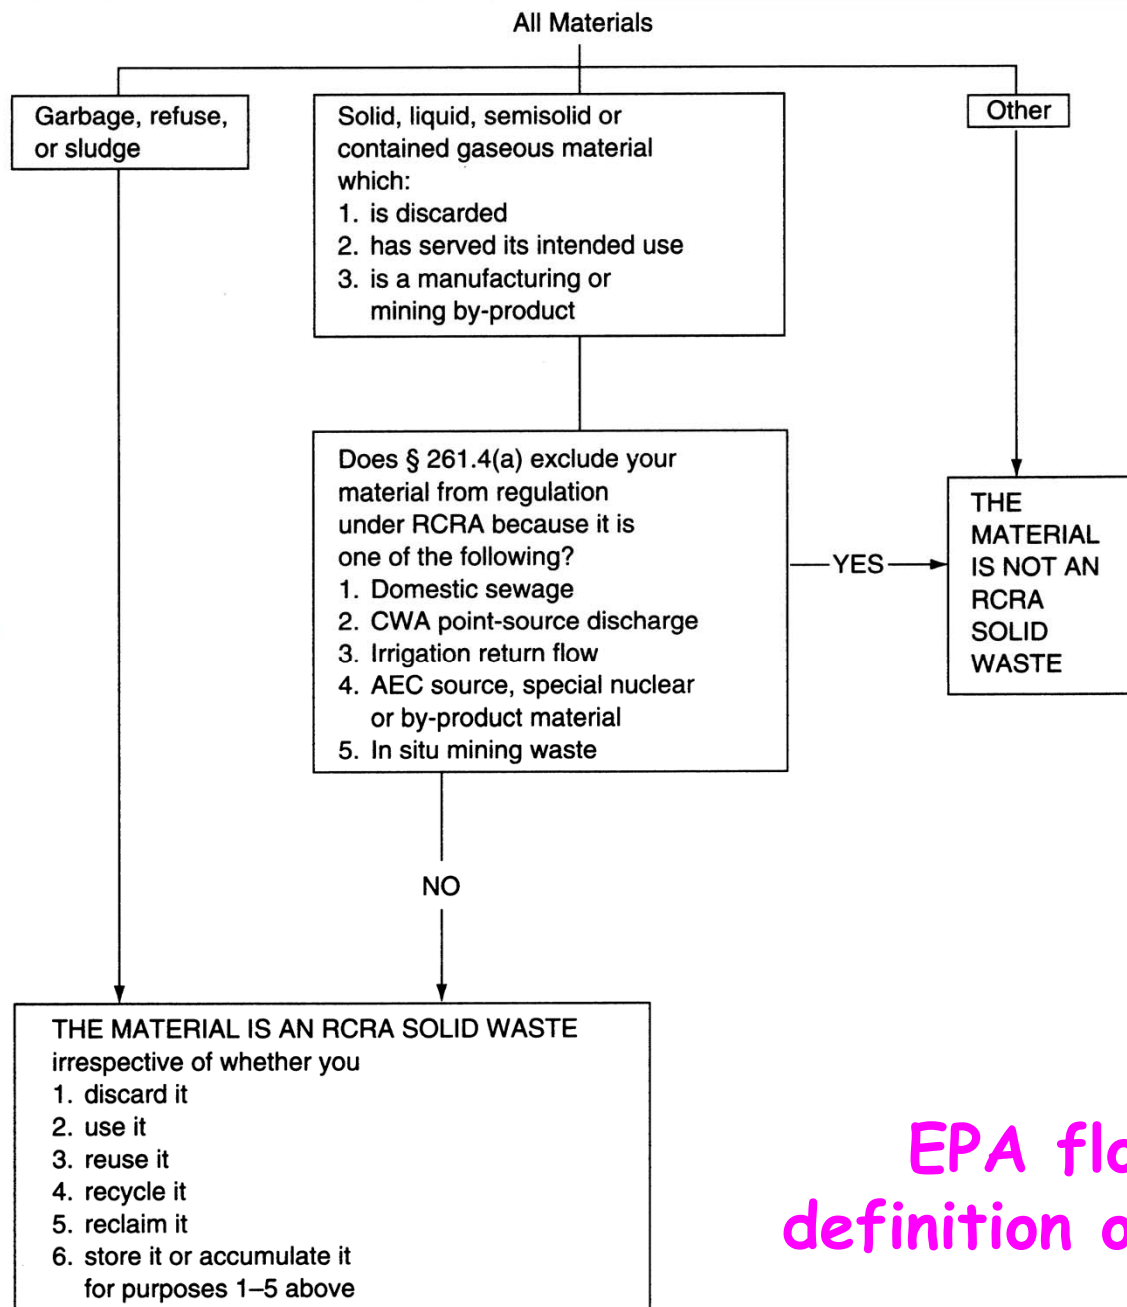 All Materials
Garbage, refuse,
or sludge
Solid, liquid, semisolid or
contained gaseous material
which:
1. is discarded
2. has served its intended use
3. is a manufacturing or
mining by-product
Other
Does § 261.4(a) exclude your
material from regulation
under RCRA because it is
one of the following?
1. Domestic sewage
2. CWA point-source discharge
3. Irrigation return flow
4. AEC source, special nuclear
or by-product material
5. In situ mining waste
YES
THE
MATERIAL
IS NOT AN
RCRA
SOLID
WASTE
NO
THE MATERIAL IS AN RCRA SOLID WASTE
irrespective of whether you
1. discard it
2. use it
3. reuse it
4. recycle it
5. reclaim it
6. store it or accumulate it
for purposes 1–5 above
EPA
definition